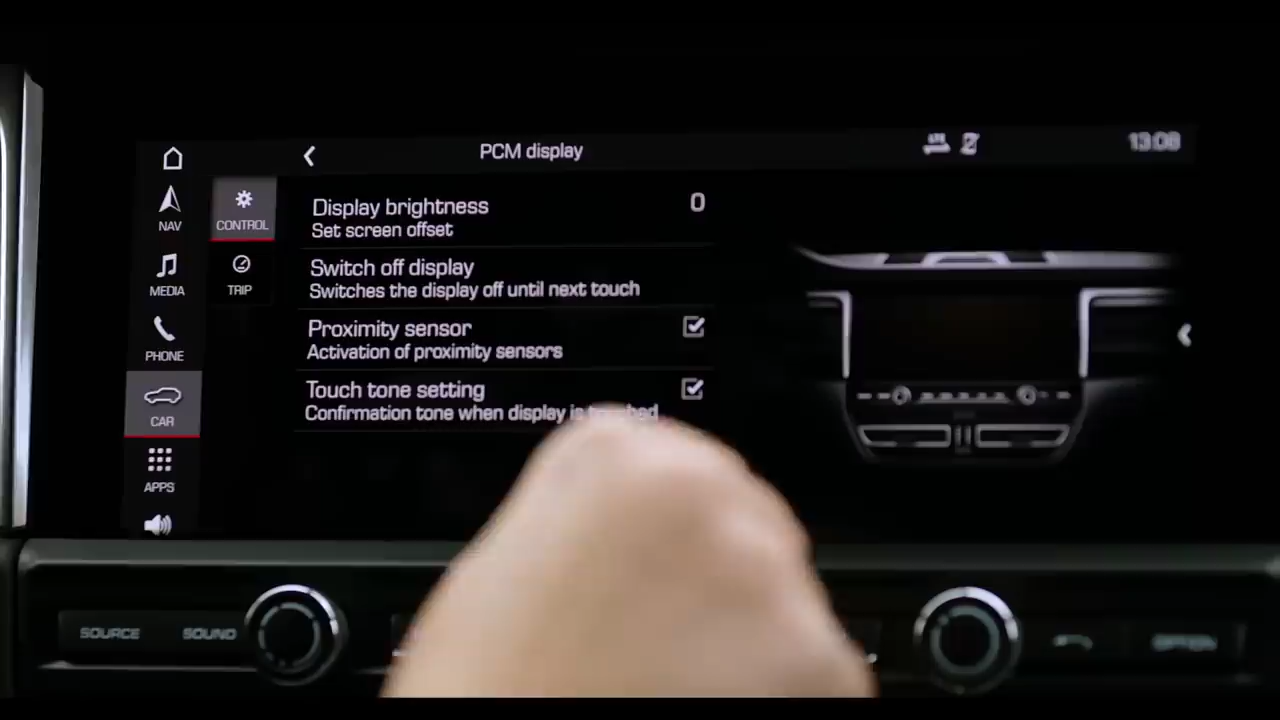 PCM display
13:08
NAV
MEDIA
PHONE
CAR
APPS
CONTROL
TRIP
Display brightness 0
Set screen offset
Switch off display
Switches the display off until next touch
Proximity sensor
Activation of proximity sensors
Touch tone setting
Confirmation tone when display is
SOURCE SOUND OPTION